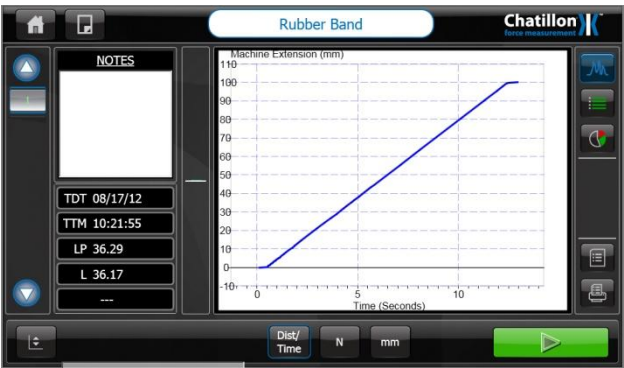 Rubber Band
Chatillon
force measurement
NOTES
1
TDT 08/17/12
TTM 10:21:55
LP 36.29
L 36.17
---
Machine Extension (mm)
110
100
90
80
70
60
50
40
30
20
10
0
-10
0 5 10
Time (Seconds)
Dist/
Time
N
mm